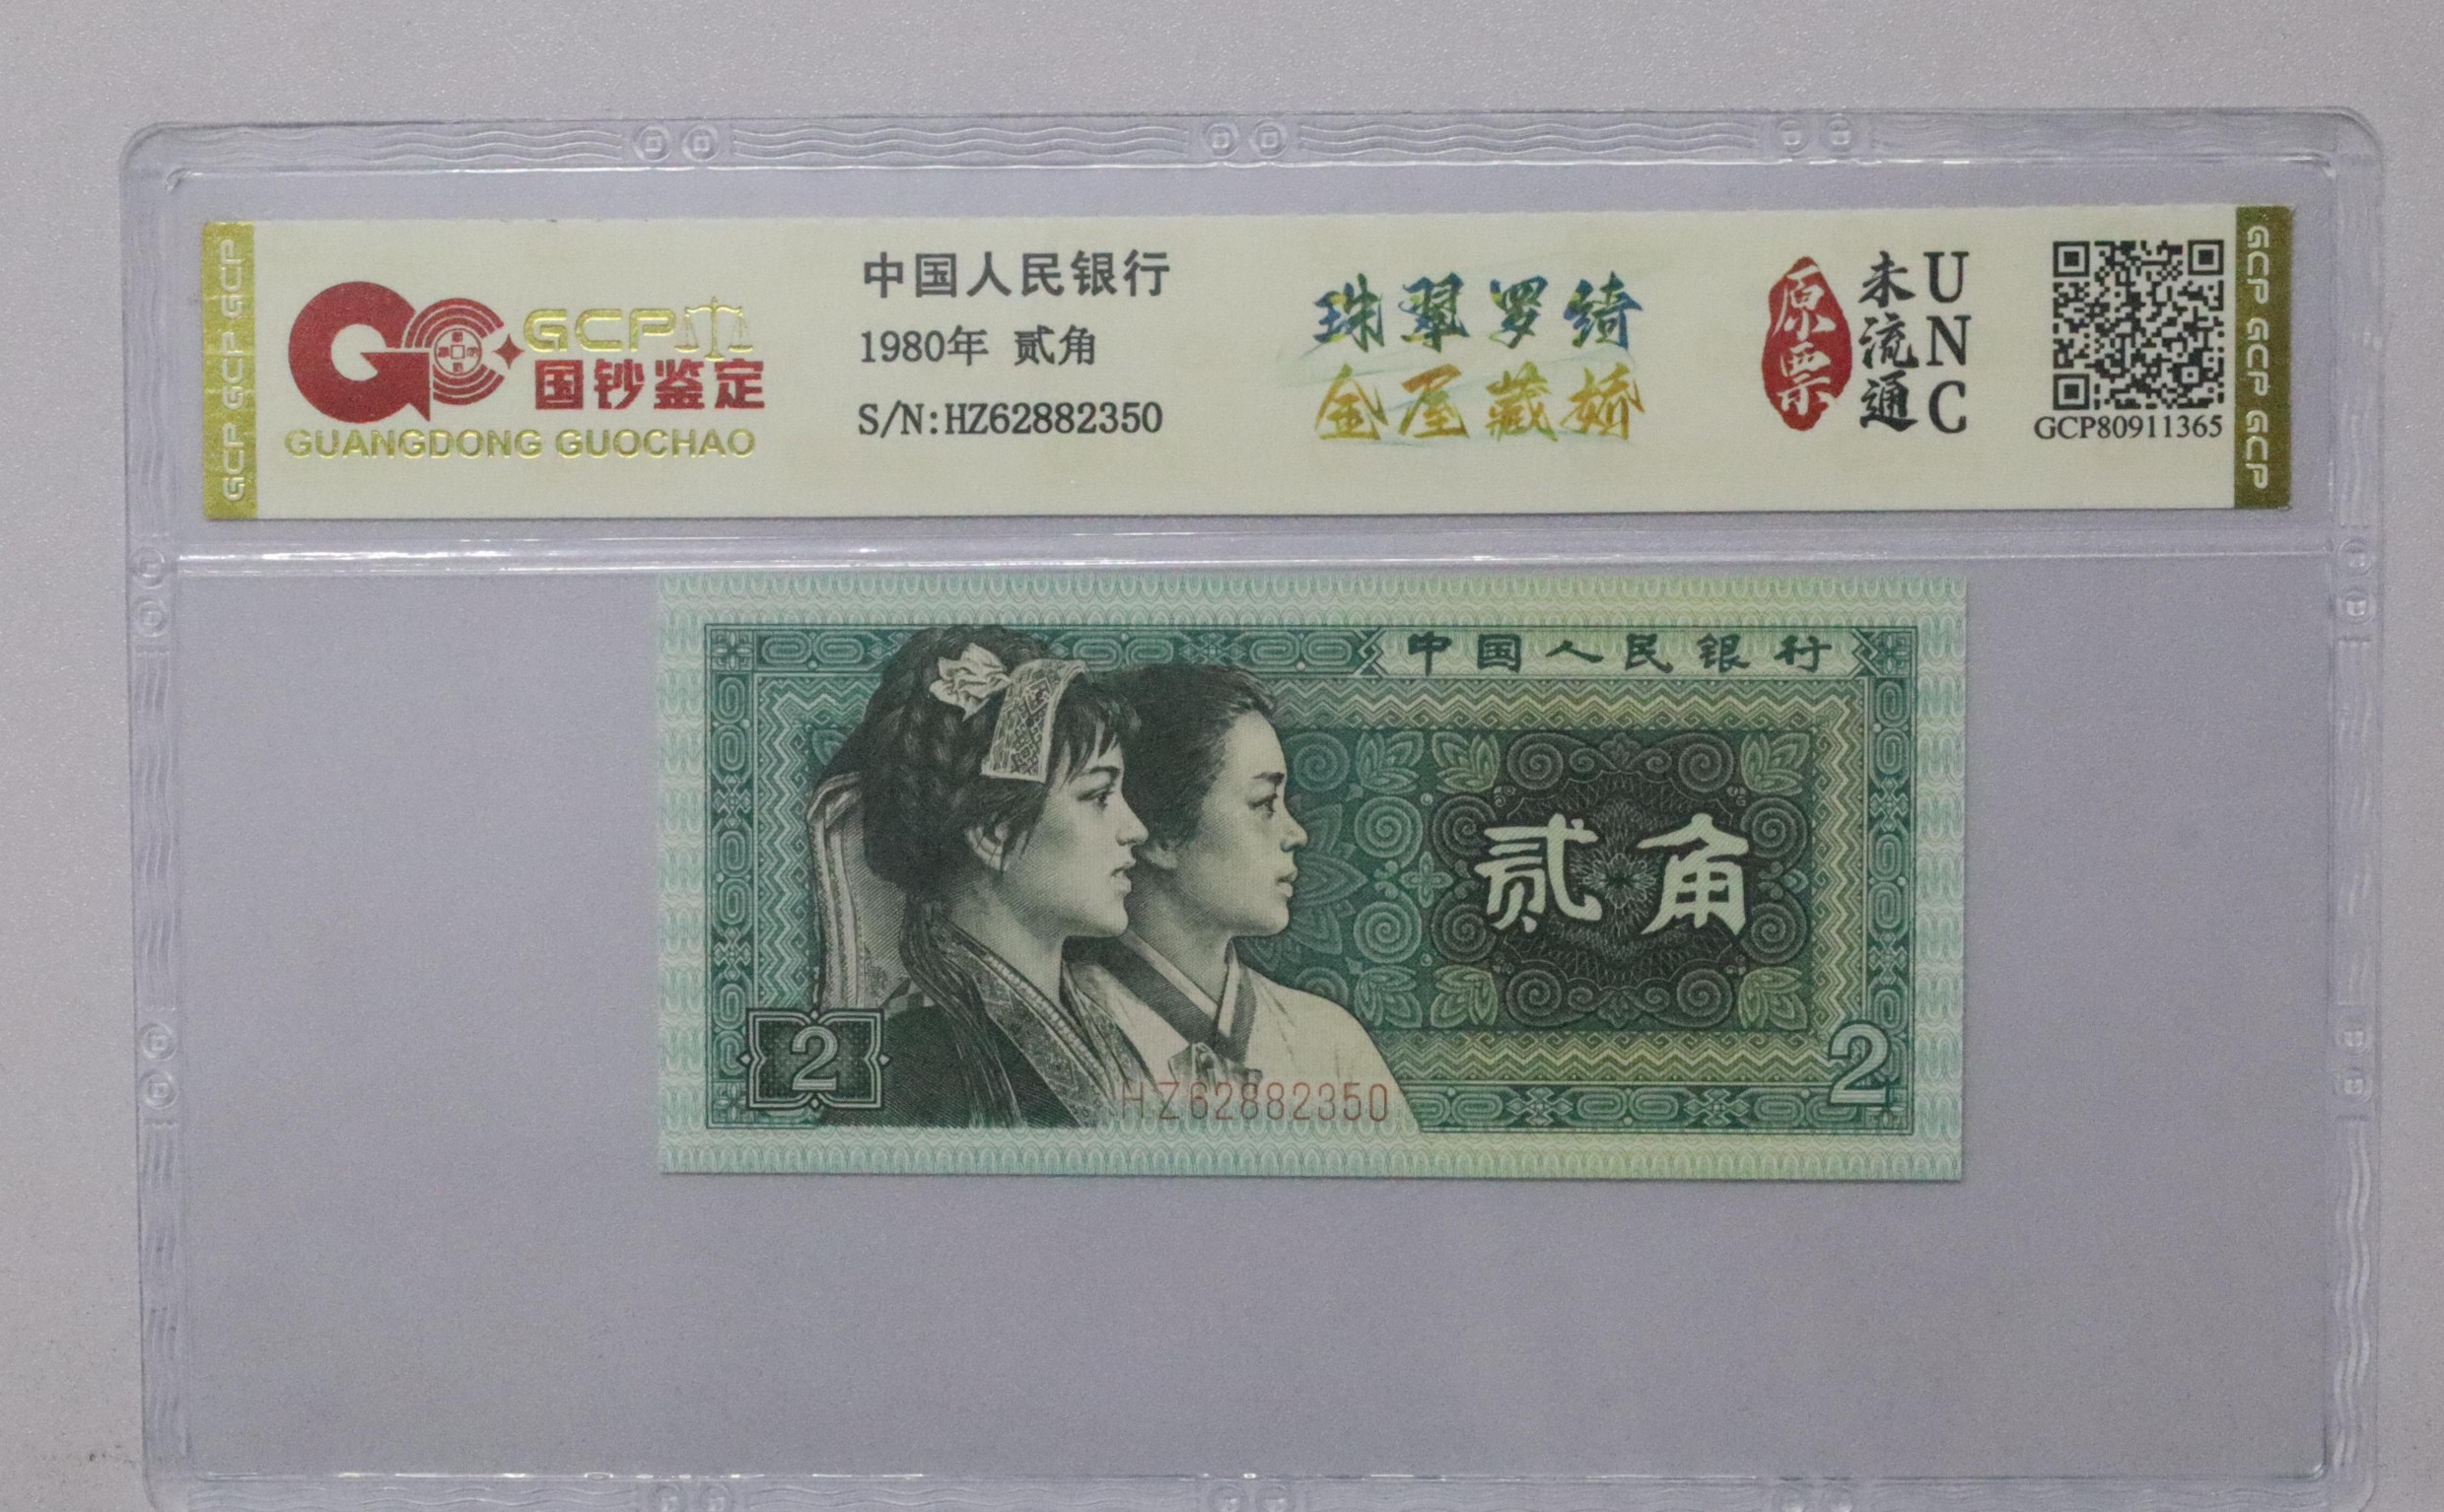 GCP GCP GCP
GCP
国钞鉴定
GUANGDONG GUOCHAO
中国人民银行
1980年 贰角
S/N:HZ62882350
珠翠罗绮
金屋藏娇
原票
未流通
UNC
GCP80911365
GCP GCP GCP
中国人民银行
贰角
2
HZ62882350
2